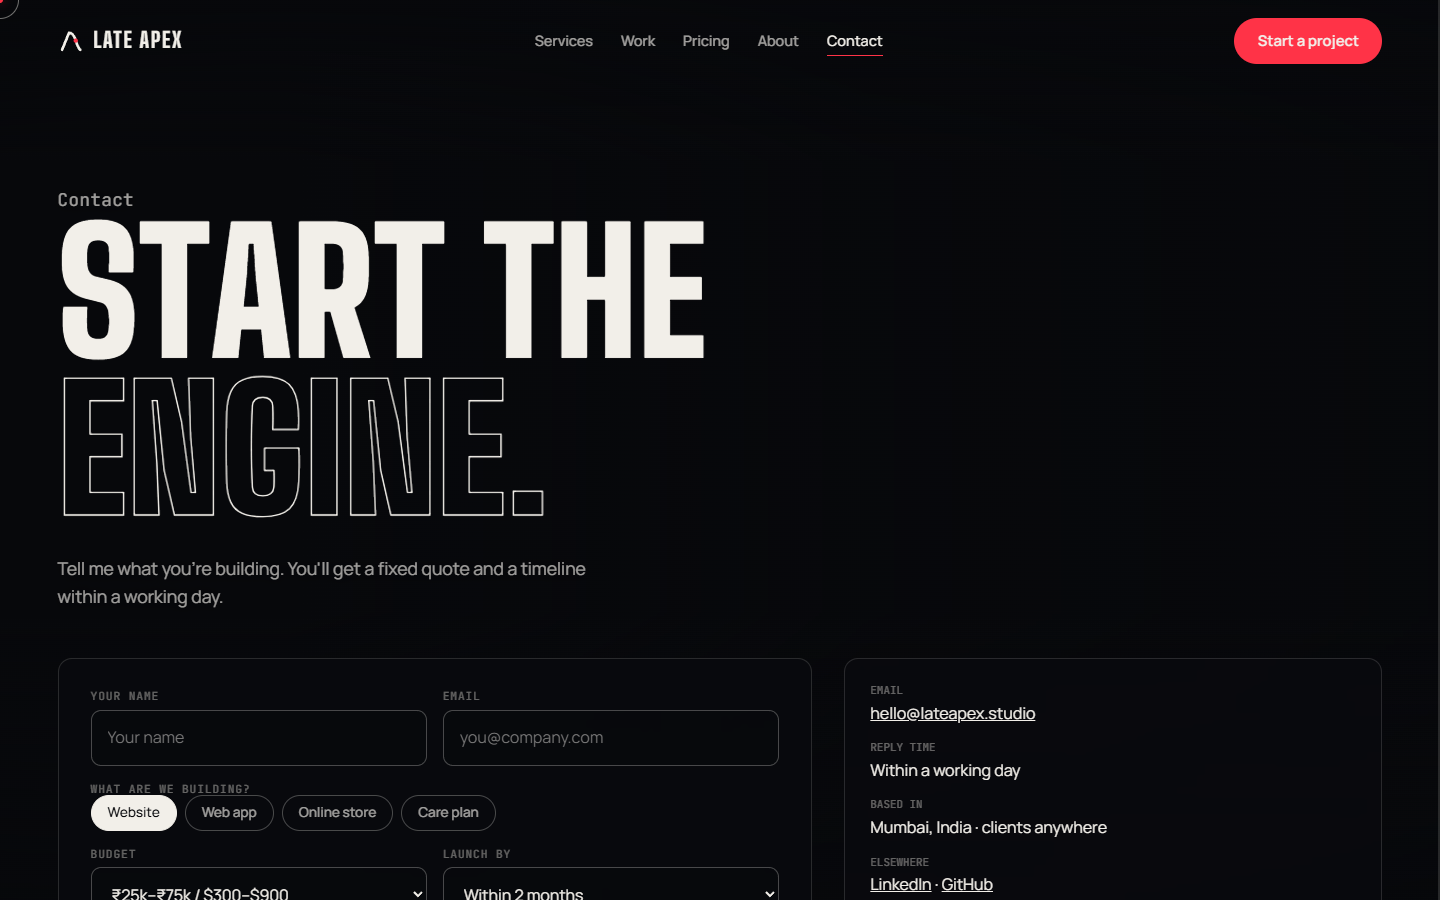 LATE APEX
Services Work Pricing About Contact
Start a project
Contact
START THE
ENGINE.
Tell me what you're building. You'll get a fixed quote and a timeline
within a working day.
YOUR NAME
EMAIL
Your name
you@company.com
WHAT ARE WE BUILDING?
Website Web app Online store Care plan
BUDGET
LAUNCH BY
₹25k–₹75k / $300–$900
Within 2 months
EMAIL
hello@lateapex.studio
REPLY TIME
Within a working day
BASED IN
Mumbai, India · clients anywhere
ELSEWHERE
LinkedIn · GitHub